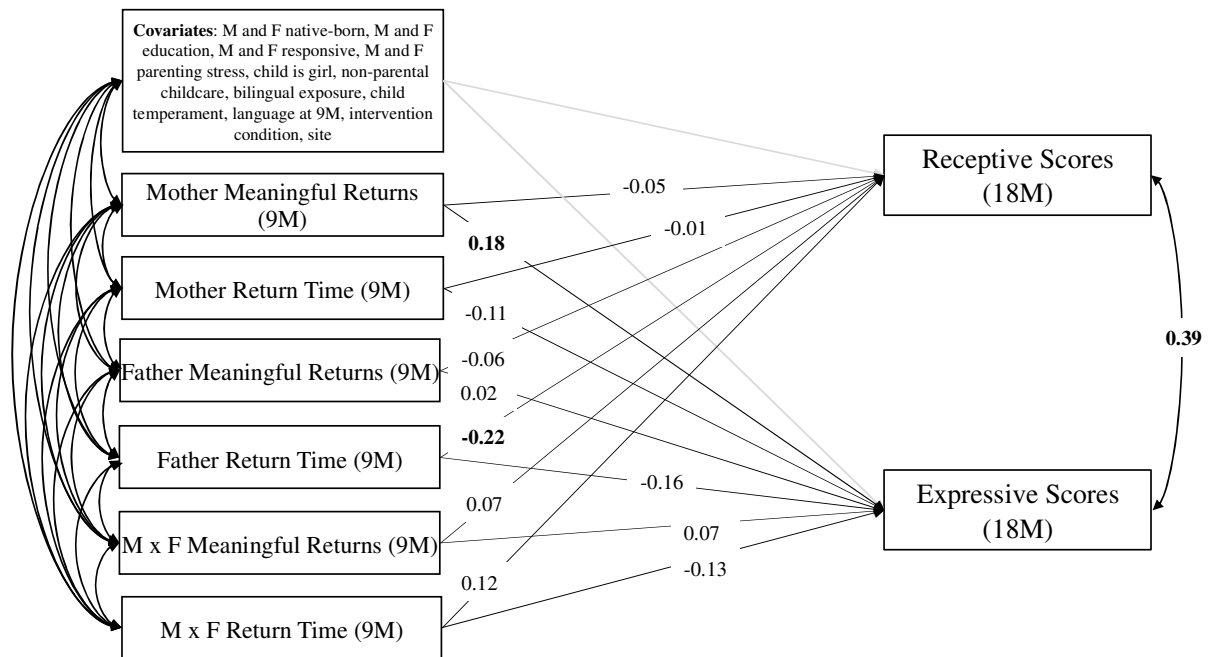 Covariates: M and F native-born, M and F
education, M and F responsive, M and F
parenting stress, child is girl, non-parental
childcare, bilingual exposure, child
temperament, language at 9M, intervention
condition, site
Mother Meaningful Returns
(9M)
Mother Return Time (9M)
Father Meaningful Returns (9M)
Father Return Time (9M)
M x F Meaningful Returns (9M)
M x F Return Time (9M)
-0.05
0.18
-0.01
-0.11
-0.06
0.02
-0.22
-0.16
0.07
0.07
-0.13
0.12
Receptive Scores
(18M)
Expressive Scores
(18M)
0.39